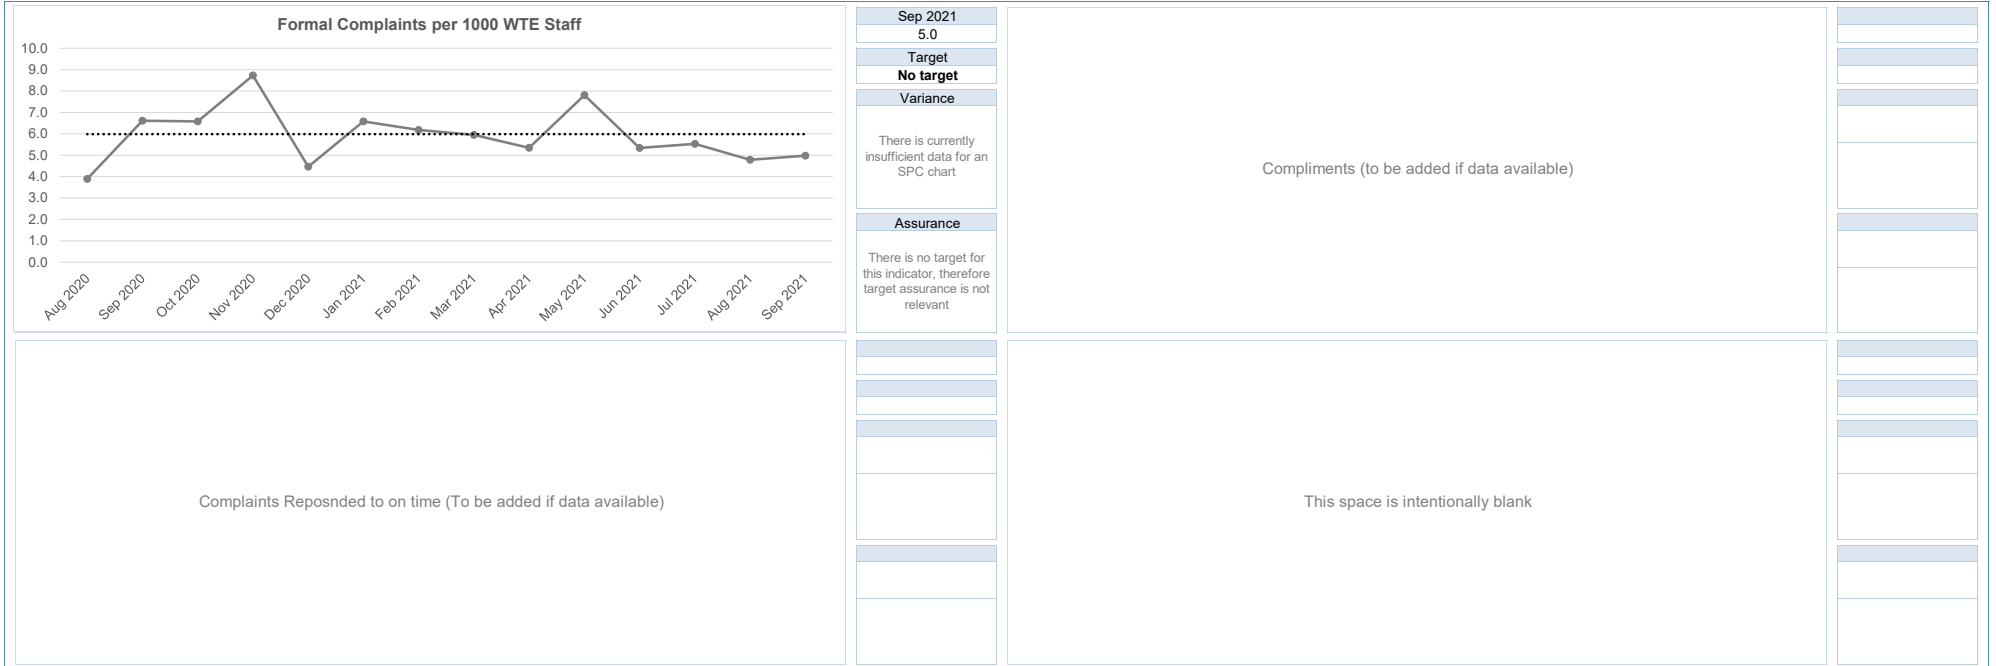 Formal Complaints per 1000 WTE Staff
10.0
9.0
8.0
7.0
6.0
5.0
4.0
3.0
2.0
1.0
0.0
Aug 2020
Sep 2020
Oct 2020
Nov 2020
Dec 2020
Jan 2021
Feb 2021
Mar 2021
Apr 2021
May 2021
Jun 2021
Jul 2021
Aug 2021
Sep 2021
Sep 2021
5.0
Target
No target
Variance
There is currently
insufficient data for an
SPC chart
Assurance
There is no target for
this indicator, therefore
target assurance is not
relevant
Compliments (to be added if data available)
Complaints Reposnded to on time (To be added if data available)
This space is intentionally blank